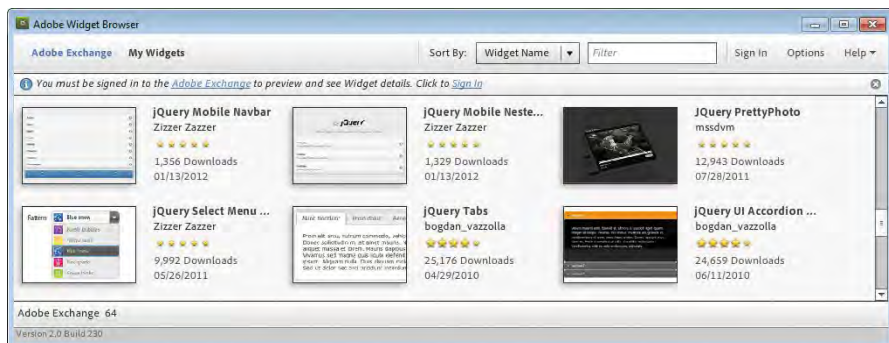 Adobe Widget Browser
Adobe Exchange My Widgets Sort By: Widget Name Filter Sign In Options Help
You must be signed in to the Adobe Exchange to preview and see Widget details. Click to Sign In
jQuery Mobile Navbar
Zizzer Zazzer
1,356 Downloads
01/13/2012
jQuery
jQuery Mobile Neste...
Zizzer Zazzer
1,329 Downloads
01/13/2012
JQuery PrettyPhoto
mssdvm
12,943 Downloads
07/28/2011
Pattern: Blue snow
jQuery Select Menu ...
Zizzer Zazzer
9,992 Downloads
05/26/2011
jQuery Tabs
bogdan_vazzolla
25,176 Downloads
04/29/2010
jQuery UI Accordion ...
bogdan_vazzolla
24,659 Downloads
06/11/2010
Adobe Exchange 64
Version 2.0 Build 230